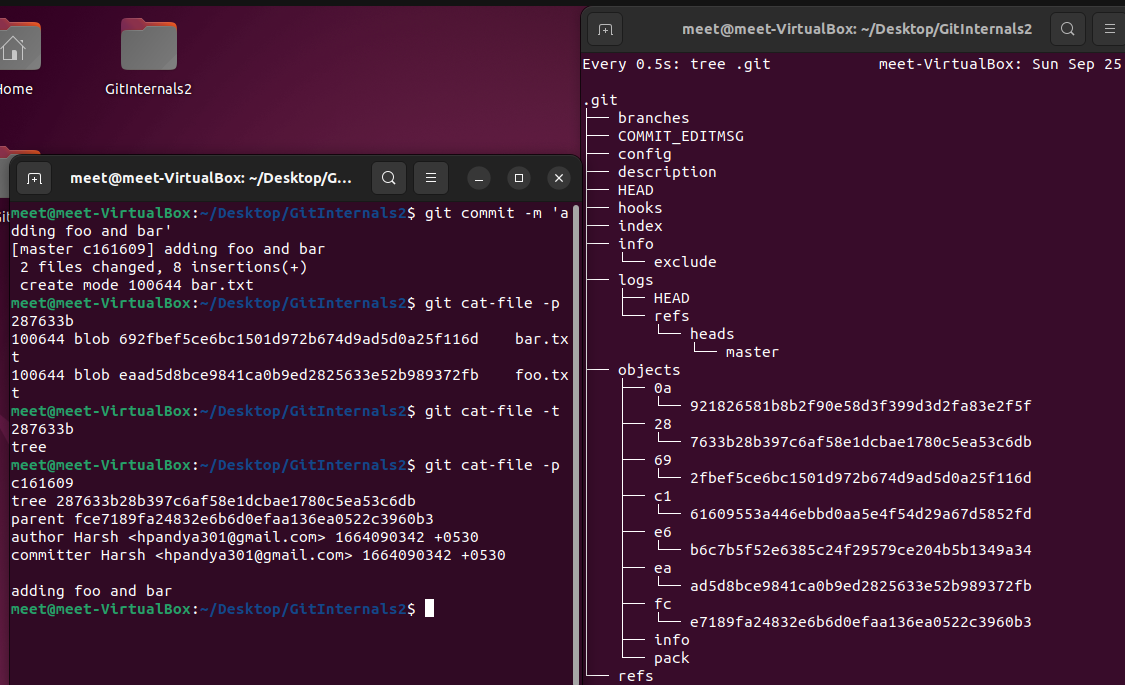 Home
GitInternals2
meet@meet-VirtualBox: ~/Desktop/G...
meet@meet-VirtualBox:~/Desktop/GitInternals2$ git commit -m 'a
dding foo and bar'
[master c161609] adding foo and bar
 2 files changed, 8 insertions(+)
 create mode 100644 bar.txt
meet@meet-VirtualBox:~/Desktop/GitInternals2$ git cat-file -p
287633b
100644 blob 692fbef5ce6bc1501d972b674d9ad5d0a25f116d    bar.tx
t
100644 blob eaad5d8bce9841ca0b9ed2825633e52b989372fb    foo.tx
t
meet@meet-VirtualBox:~/Desktop/GitInternals2$ git cat-file -t
287633b
tree
meet@meet-VirtualBox:~/Desktop/GitInternals2$ git cat-file -p
c161609
tree 287633b28b397c6af58e1dcbae1780c5ea53c6db
parent fce7189fa24832e6b6d0efaa136ea0522c3960b3
author Harsh <hpandya301@gmail.com> 1664090342 +0530
committer Harsh <hpandya301@gmail.com> 1664090342 +0530

adding foo and bar
meet@meet-VirtualBox:~/Desktop/GitInternals2$
meet@meet-VirtualBox: ~/Desktop/GitInternals2
Every 0.5s: tree .git    meet-VirtualBox: Sun Sep 25
.git
├── branches
├── COMMIT_EDITMSG
├── config
├── description
├── HEAD
├── hooks
├── index
├── info
│   └── exclude
├── logs
│   ├── HEAD
│   └── refs
│       └── heads
│           └── master
├── objects
│   ├── 0a
│   │   └── 921826581b8b2f90e58d3f399d3d2fa83e2f5f
│   ├── 28
│   │   └── 7633b28b397c6af58e1dcbae1780c5ea53c6db
│   ├── 69
│   │   └── 2fbef5ce6bc1501d972b674d9ad5d0a25f116d
│   ├── c1
│   │   └── 61609553a446ebbd0aa5e4f54d29a67d5852fd
│   ├── e6
│   │   └── b6c7b5f52e6385c24f29579ce204b5b1349a34
│   ├── ea
│   │   └── ad5d8bce9841ca0b9ed2825633e52b989372fb
│   ├── fc
│   │   └── e7189fa24832e6b6d0efaa136ea0522c3960b3
│   ├── info
│   └── pack
└── refs